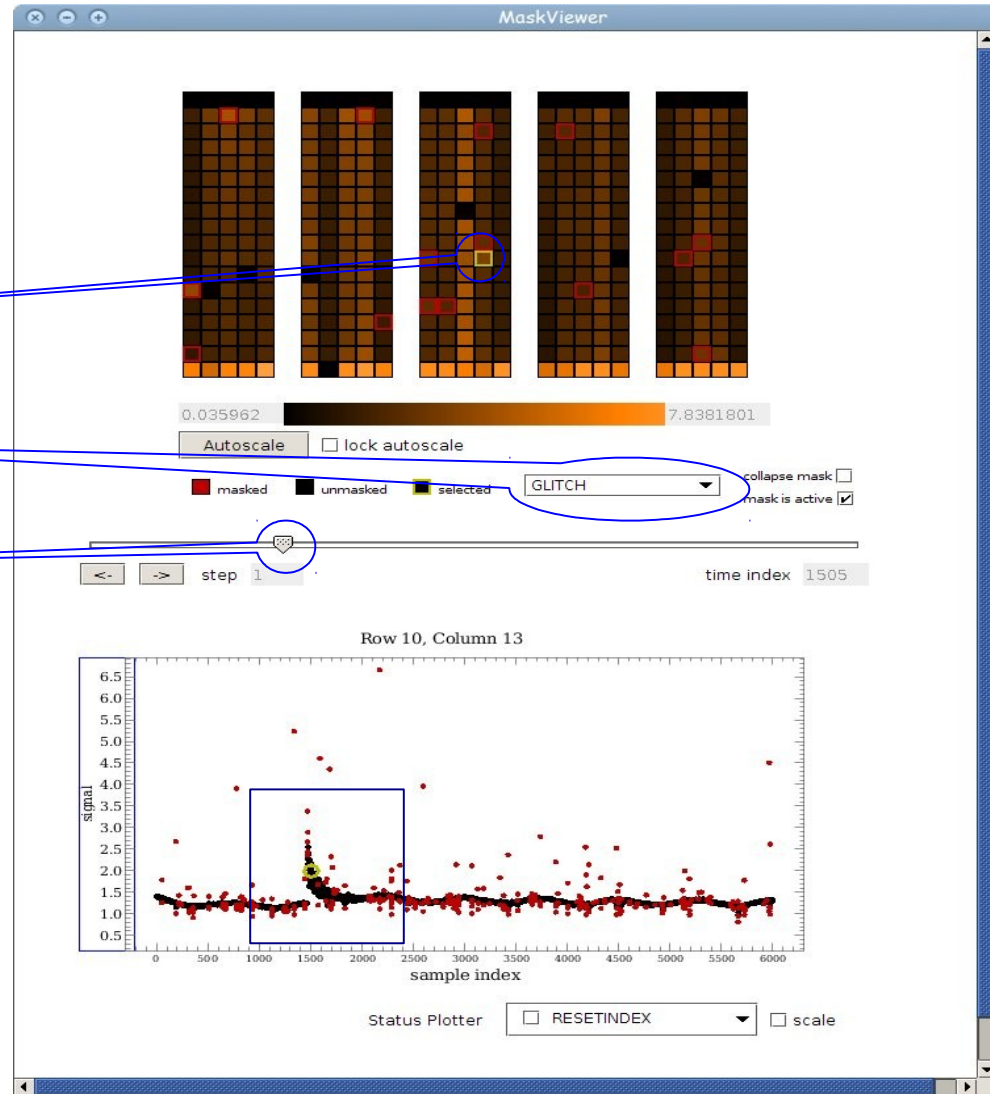 MaskViewer
0.035962
7.8381801
Autoscale
lock autoscale
masked
unmasked
selected
GLITCH
collapse mask
mask is active
<-
->
step
1
time index
1505
Row 10, Column 13
signal
6.5
6.0
5.5
5.0
4.5
4.0
3.5
3.0
2.5
2.0
1.5
1.0
0.5
0 500 1000 1500 2000 2500 3000 3500 4000 4500 5000 5500 6000
sample index
Status Plotter
RESETINDEX
scale